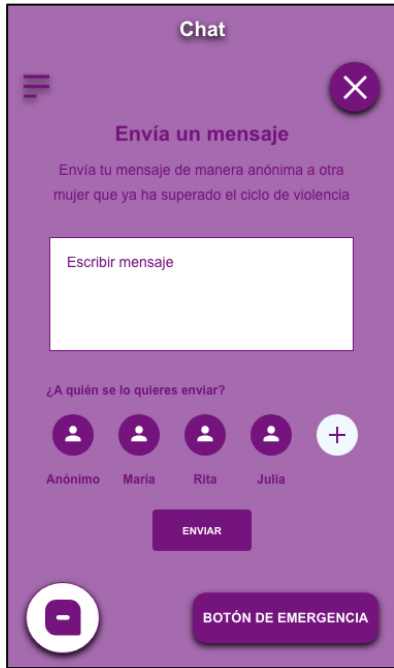 Chat
Envía un mensaje
Envía tu mensaje de manera anónima a otra
mujer que ya ha superado el ciclo de violencia
Escribir mensaje
¿A quién se lo quieres enviar?
Anónimo Maria Rita Julia
ENVIAR
BOTÓN DE EMERGENCIA